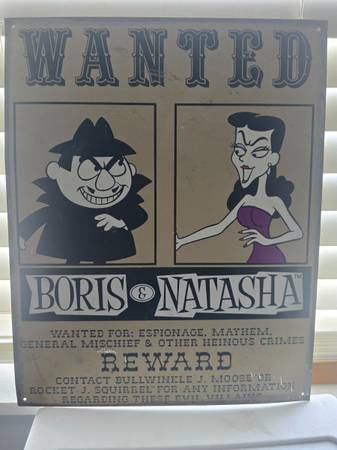 WANTED
BORIS & NATASHA™
WANTED FOR: ESPIONAGE, MAYHEM,
GENERAL MISCHIEF & OTHER HEINOUS CRIMES
REWARD
CONTACT BULLWINKLE J. MOOSE OR
ROCKET J. SQUIRREL FOR ANY INFORMATION
REGARDING THESE EVIL VILLAINS